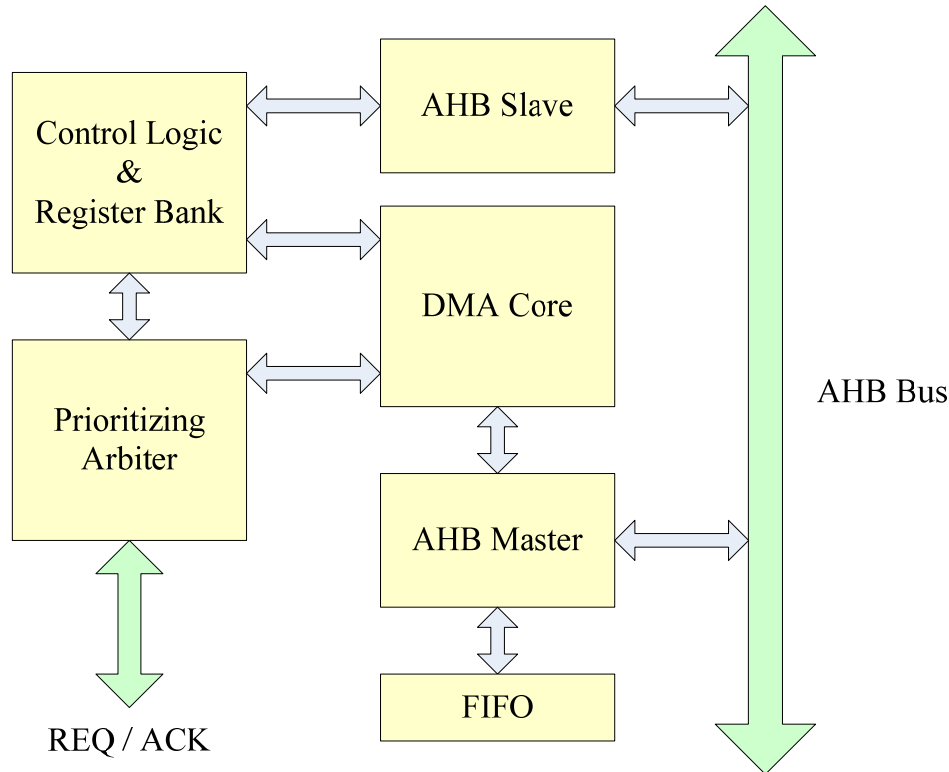 Control Logic
&
Register Bank
AHB Slave
DMA Core
Prioritizing
Arbiter
AHB Bus
AHB Master
FIFO
REQ / ACK